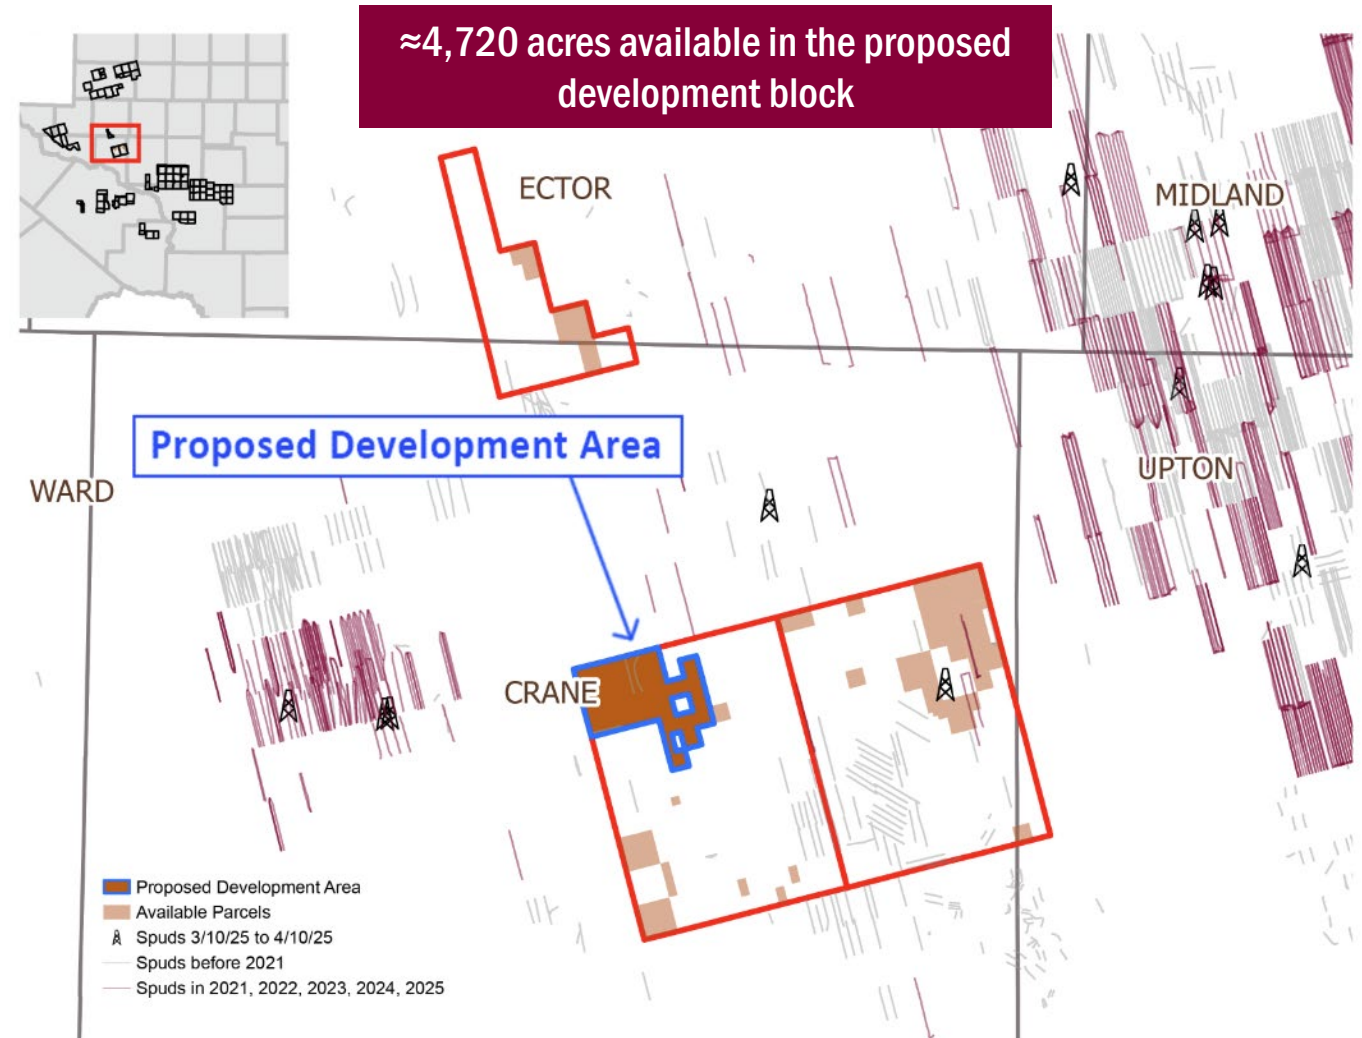 ≈4,720 acres available in the proposed
development block
ECTOR
MIDLAND
Proposed Development Area
WARD
UPTON
CRANE
Proposed Development Area
Available Parcels
Spuds 3/10/25 to 4/10/25
Spuds before 2021
Spuds in 2021, 2022, 2023, 2024, 2025